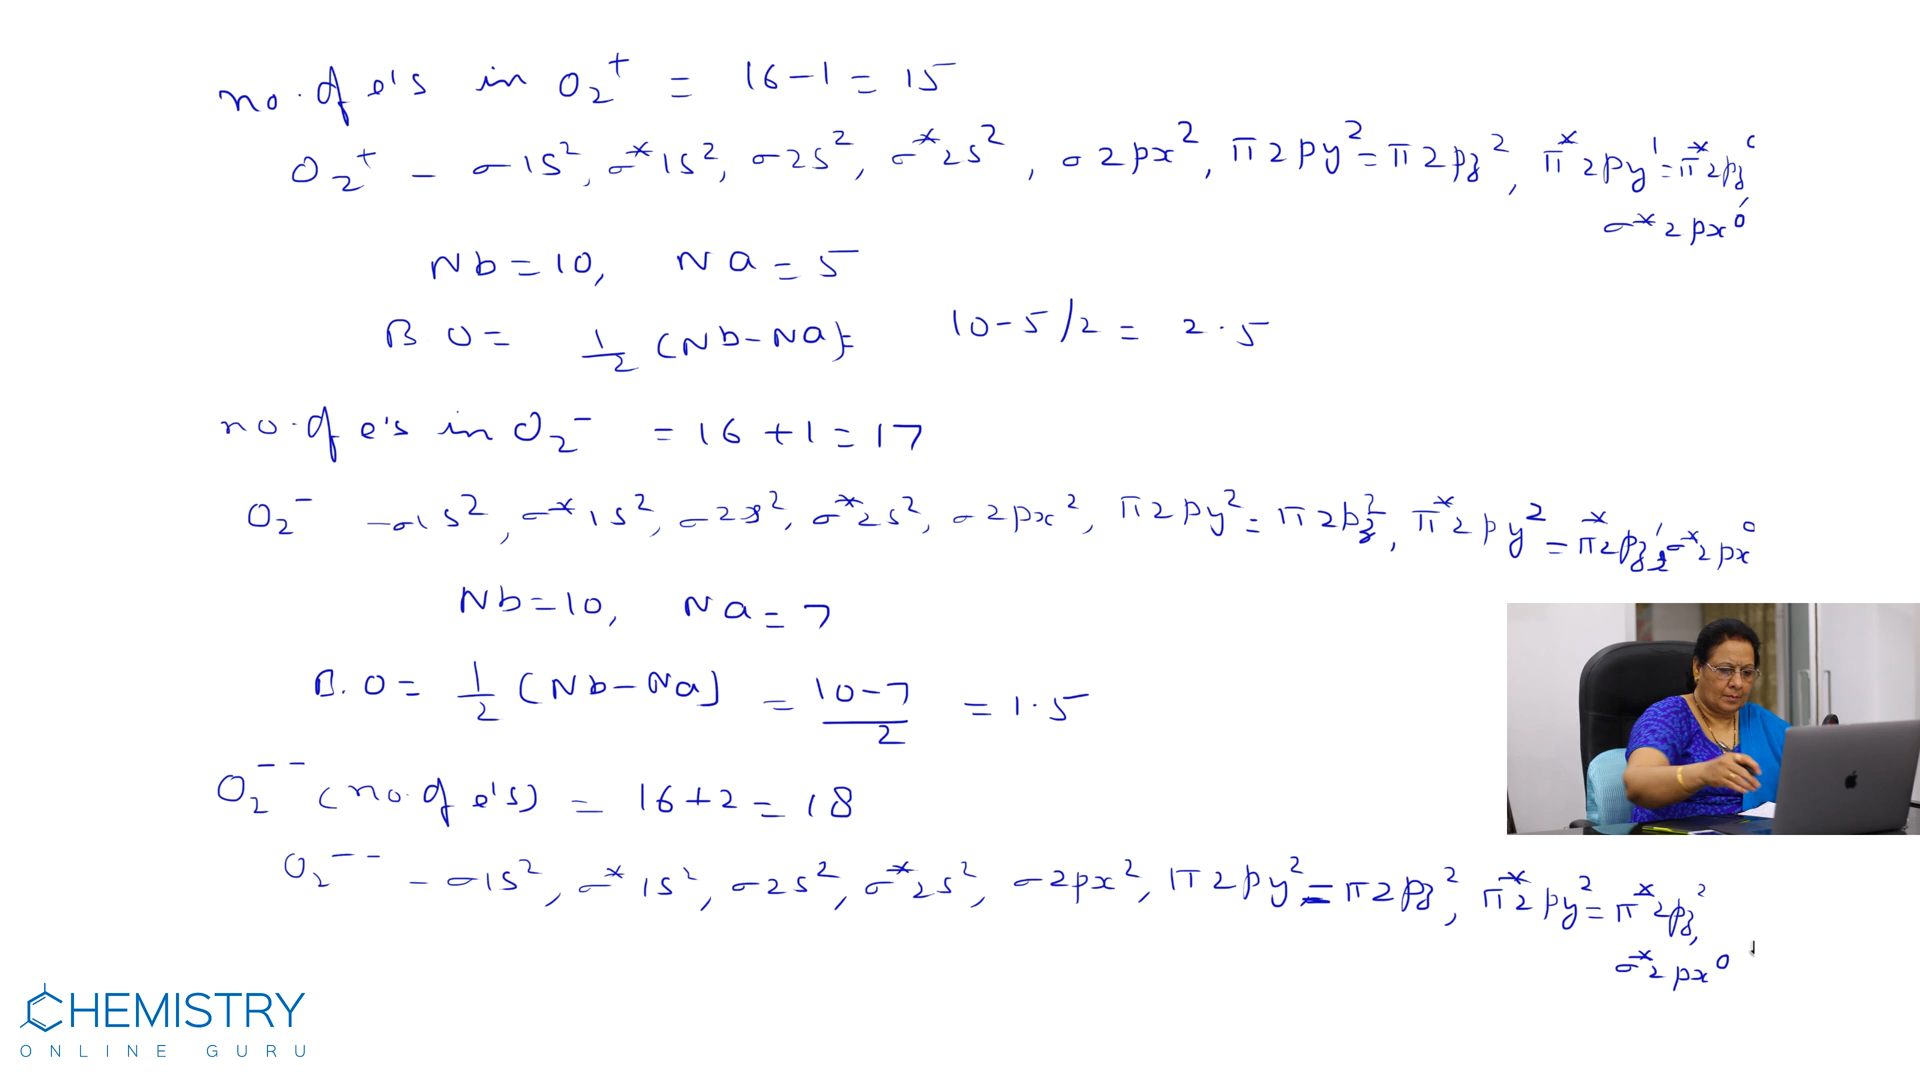 no. of e's in O₂⁺ = 16-1 = 15
O₂⁺ - σ1s², σ*1s², σ2s², σ*2s², σ2px², π2py² = π2pz², π*2py¹ = π*2pz⁰,
σ*2px⁰
Nb = 10, Na = 5
B.O = 1/2 (Nb-Na) = 10-5/2 = 2.5
no. of e's in O₂⁻ = 16+1 = 17
O₂⁻ - σ1s², σ*1s², σ2s², σ*2s², σ2px², π2py² = π2pz², π*2py² = π*2pz¹, σ*2px⁰
Nb = 10, Na = 7
B.O = 1/2 (Nb-Na) = 10-7/2 = 1.5
O₂⁻⁻ (no. of e's) = 16+2 = 18
O₂⁻⁻ - σ1s², σ*1s², σ2s², σ*2s², σ2px², π2py² = π2pz², π*2py² = π*2pz²,
σ*2px⁰
CHEMISTRY
ONLINE GURU